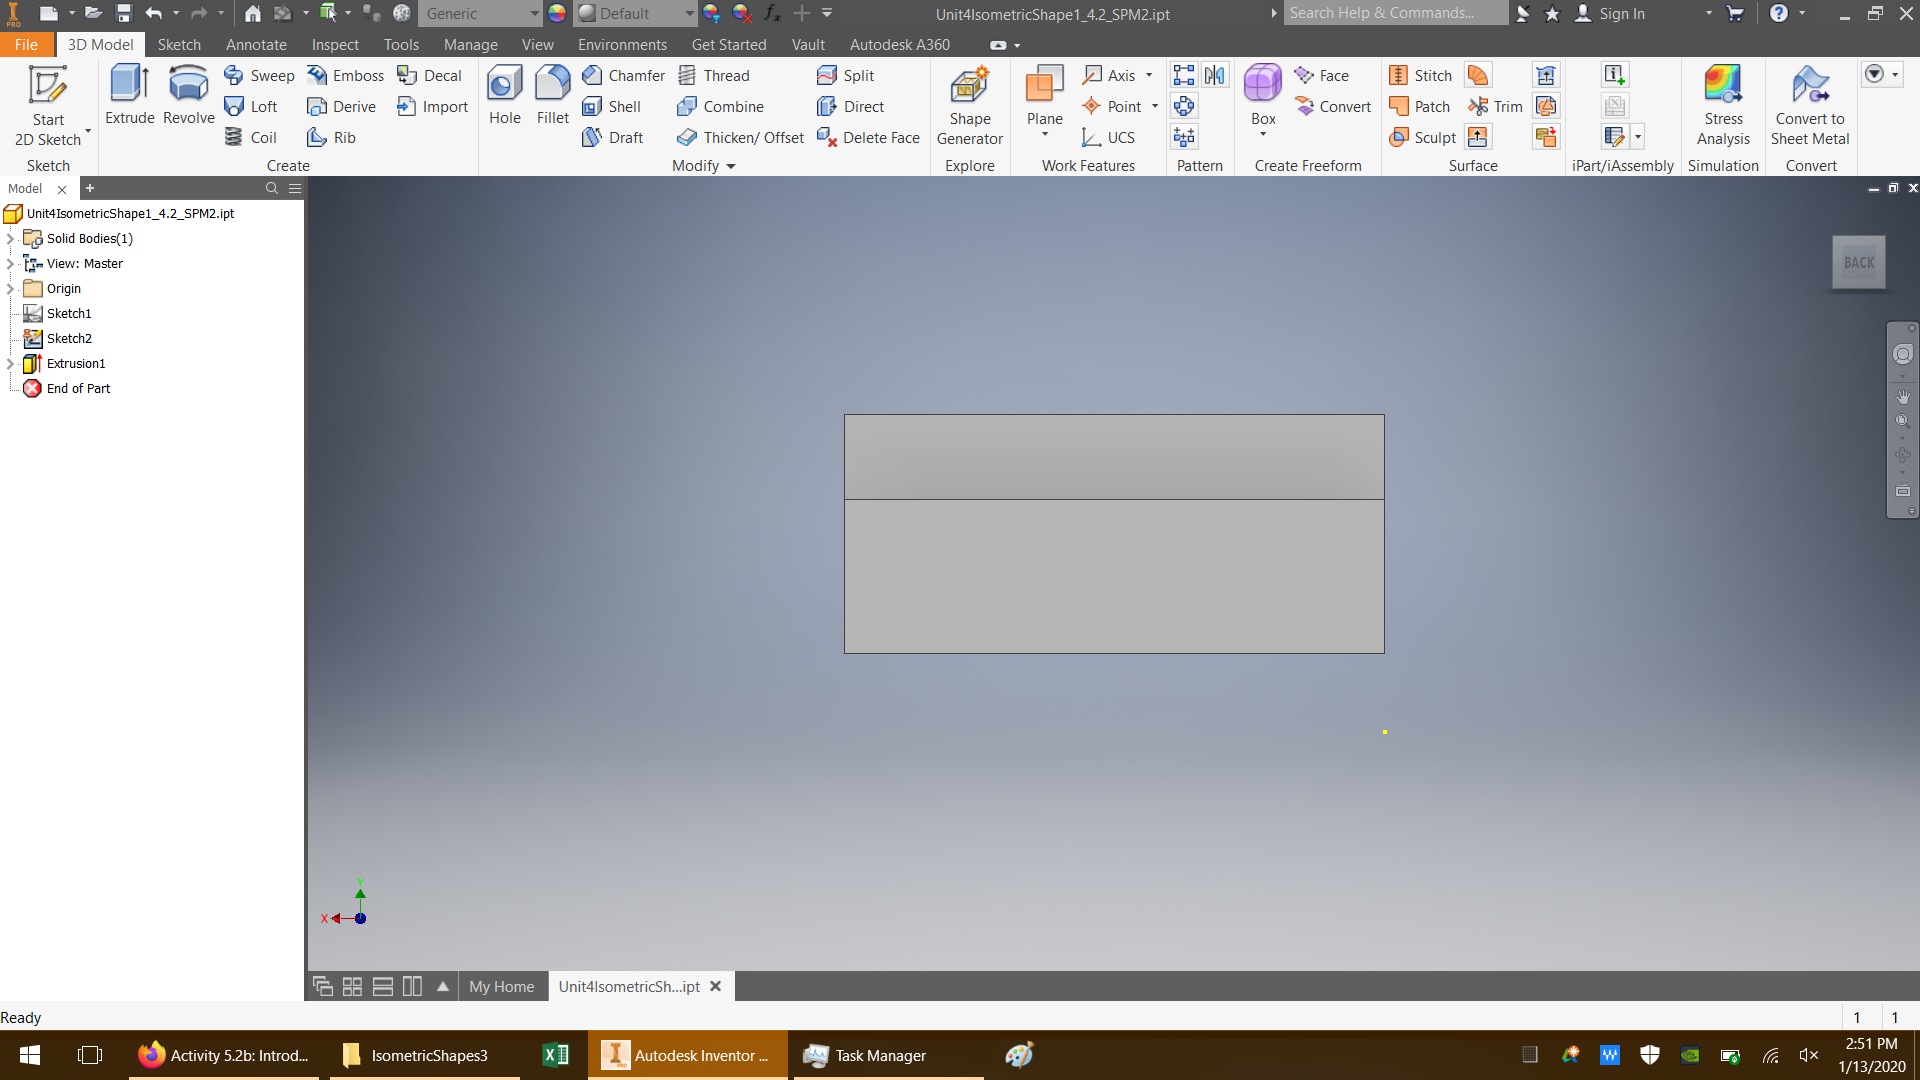 PRO
Generic
Default
fx
Unit4IsometricShape1_4.2_SPM2.ipt
Search Help & Commands...
Sign In
File
3D Model
Sketch
Annotate
Inspect
Tools
Manage
View
Environments
Get Started
Vault
Autodesk A360
Start
2D Sketch
Sketch
Extrude
Revolve
Sweep
Loft
Coil
Emboss
Derive
Rib
Decal
Import
Create
Hole
Fillet
Chamfer
Shell
Draft
Thread
Combine
Thicken/ Offset
Split
Direct
Delete Face
Modify
Shape
Generator
Explore
Plane
Axis
Point
UCS
Work Features
Pattern
Box
Face
Convert
Create Freeform
Stitch
Patch
Sculpt
Trim
Surface
iPart/iAssembly
Stress
Analysis
Simulation
Convert to
Sheet Metal
Convert
Model
Unit4IsometricShape1_4.2_SPM2.ipt
Solid Bodies(1)
View: Master
Origin
Sketch1
Sketch2
Extrusion1
End of Part
BACK
Y
X
My Home
Unit4IsometricSh...ipt
Ready
1 1
Activity 5.2b: Introd...
IsometricShapes3
Autodesk Inventor ...
Task Manager
2:51 PM
1/13/2020